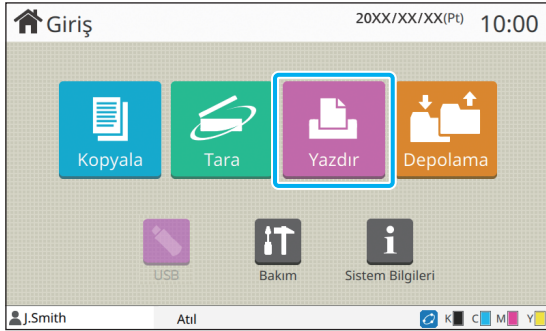 Giriş 20XX/XX/XX(Pt) 10:00
Kopyala Tara Yazdır Depolama
USB Bakım Sistem Bilgileri
J.Smith Atıl K C M Y